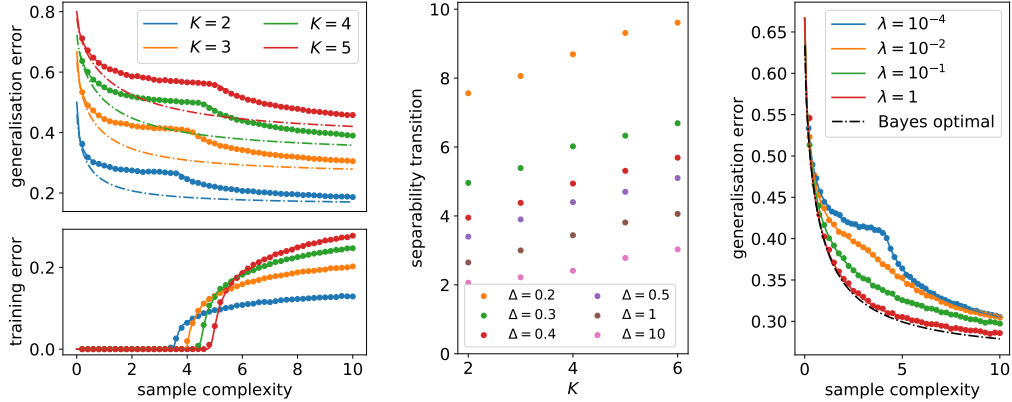 generalisation error
0.8
0.6
0.4
0.2
K = 2
K = 3
K = 4
K = 5
training error
0.2
0.0
0
2
4
6
8
10
sample complexity
separability transition
10
8
6
4
2
0
Δ = 0.2
Δ = 0.3
Δ = 0.4
Δ = 0.5
Δ = 1
Δ = 10
2
3
4
5
6
K
generalisation error
0.65
0.60
0.55
0.50
0.45
0.40
0.35
0.30
λ = 10⁻⁴
λ = 10⁻²
λ = 10⁻¹
λ = 1
Bayes optimal
0
5
10
sample complexity